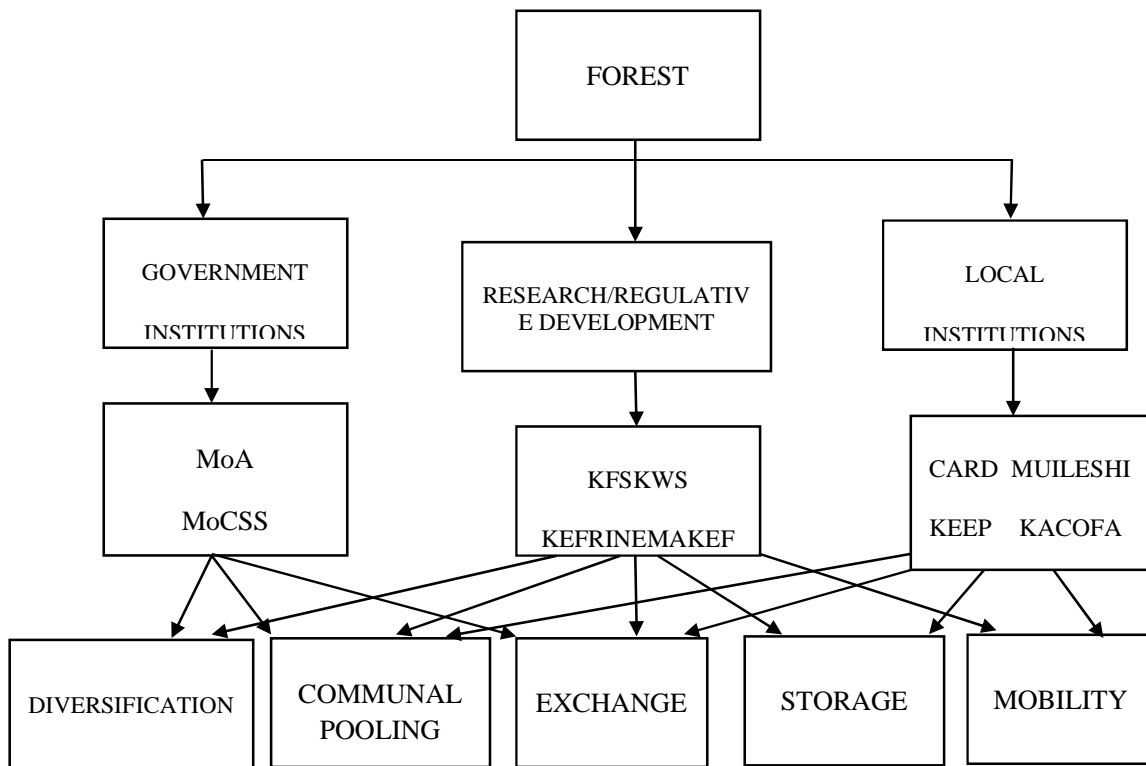 FOREST
GOVERNMENT
INSTITUTIONS
RESEARCH/REGULATIV
E DEVELOPMENT
LOCAL
INSTITUTIONS
MoA
MoCSS
KFSKWS
KEFRINEMAKEF
CARD MUILESHI
KEEP KACOFA
DIVERSIFICATION
COMMUNAL
POOLING
EXCHANGE
STORAGE
MOBILITY